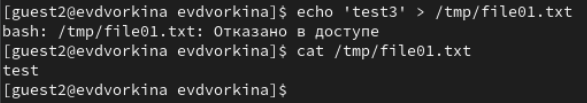 [guest2@evdvorkina evdvorkina]$ echo 'test3' > /tmp/file01.txt
bash: /tmp/file01.txt: Отказано в доступе
[guest2@evdvorkina evdvorkina]$ cat /tmp/file01.txt
test
[guest2@evdvorkina evdvorkina]$